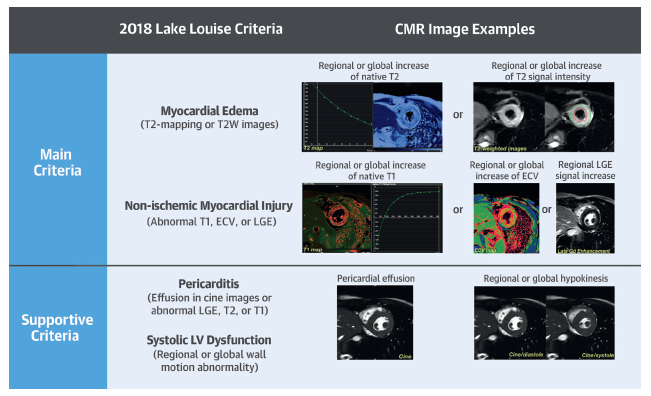 2018 Lake Louise Criteria
CMR Image Examples
Main
Criteria
Myocardial Edema
(T2-mapping or T2W images)
Regional or global increase
of native T2
T2 map
or
Regional or global increase
of T2 signal intensity
T2 weighted images
Non-ischemic Myocardial Injury
(Abnormal T1, ECV, or LGE)
Regional or global increase
of native T1
T1 map
or
Regional or global
increase of ECV
ECV map
or
Regional LGE
signal increase
Late Gd Enhancement
Supportive
Criteria
Pericarditis
(Effusion in cine images or
abnormal LGE, T2, or T1)
Pericardial effusion
Cine
Systolic LV Dysfunction
(Regional or global wall
motion abnormality)
Regional or global hypokinesis
Cine/diastole
Cine/systole